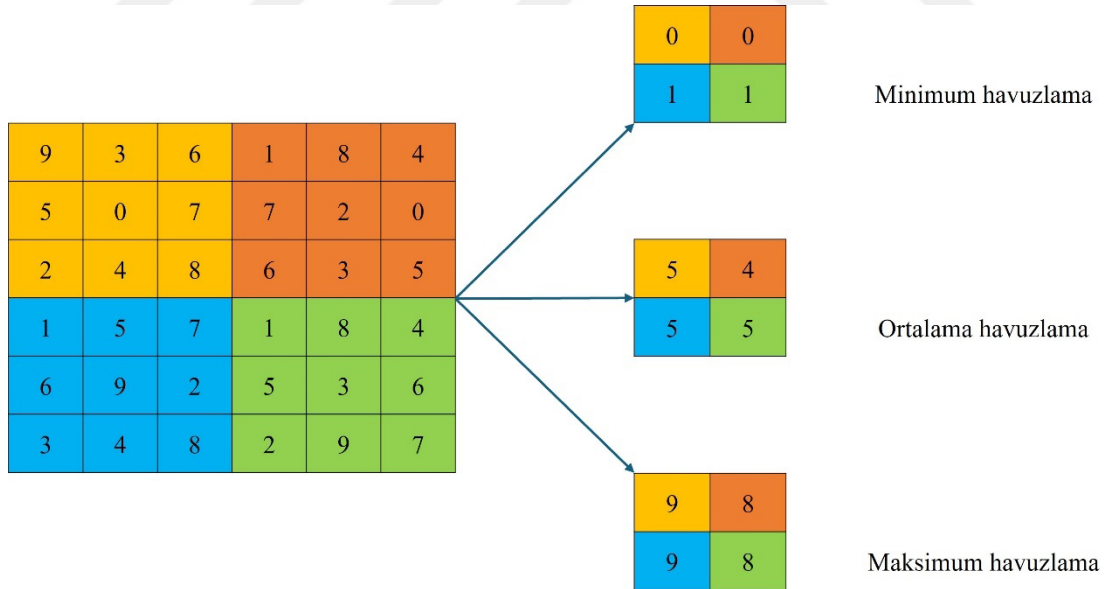 0 0
1 1
Minimum havuzlama
9 3 6 1 8 4
5 0 7 7 2 0
2 4 8 6 3 5
1 5 7 1 8 4
6 9 2 5 3 6
3 4 8 2 9 7
5 4
5 5
Ortalama havuzlama
9 8
9 8
Maksimum havuzlama